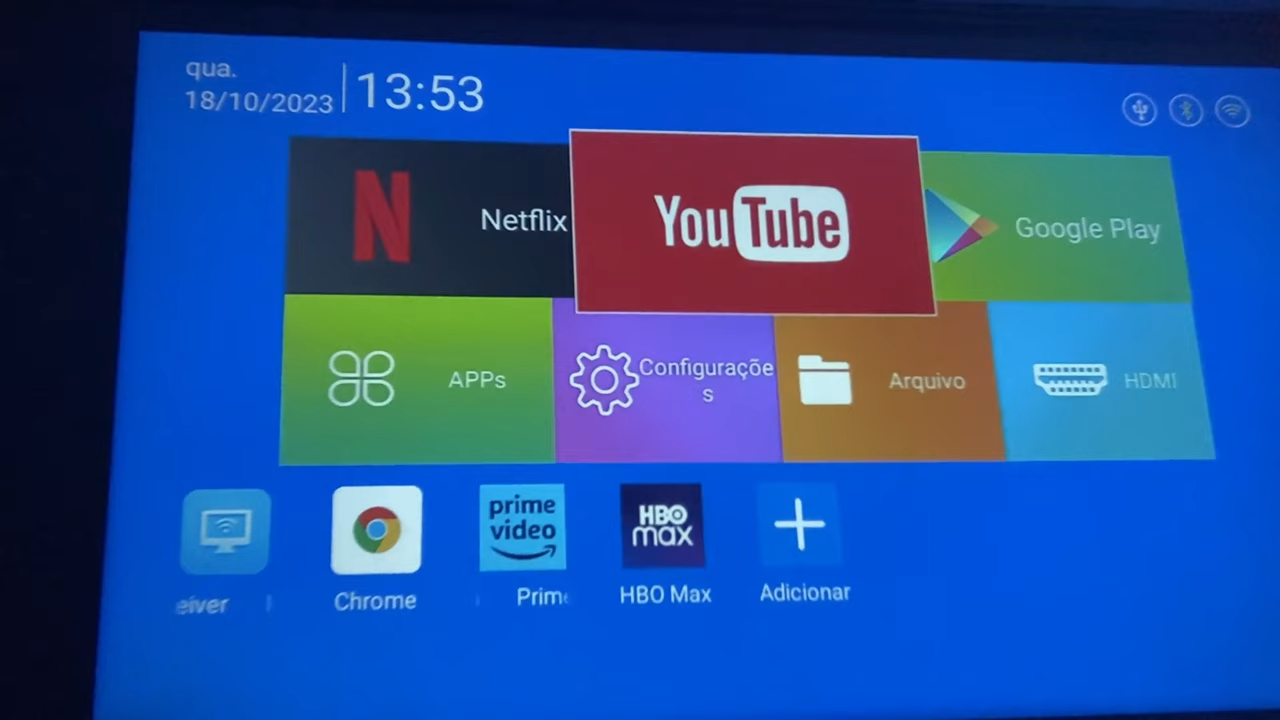 qua.
18/10/2023
13:53
N
Netflix
YouTube
Google Play
APPs
Configuraçõe
s
Arquivo
HDMI
prime
video
HBO
max
eiver
Chrome
Prim
HBO Max
Adicionar